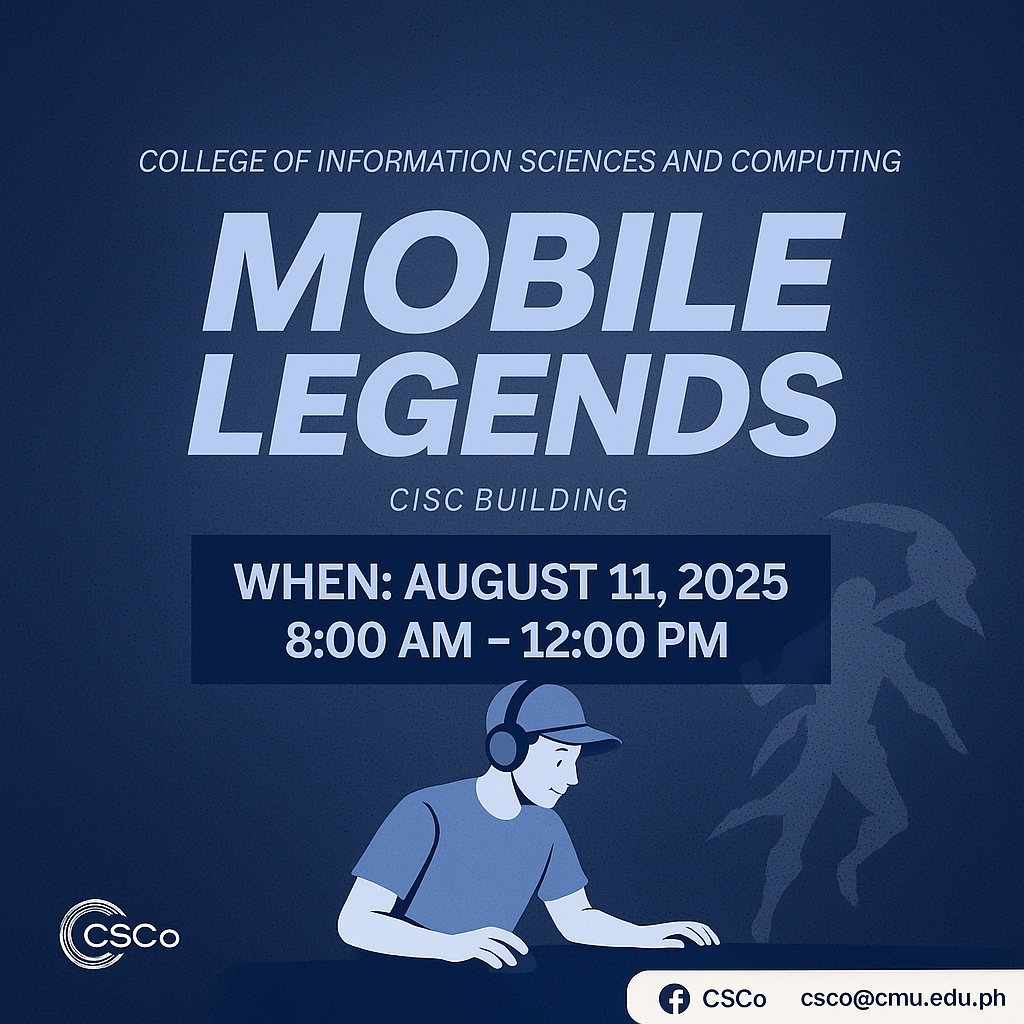 COLLEGE OF INFORMATION SCIENCES AND COMPUTING
MOBILE
LEGENDS
CISC BUILDING
WHEN: AUGUST 11, 2025
8:00 AM – 12:00 PM
CSCo
CSCo csco@cmu.edu.ph